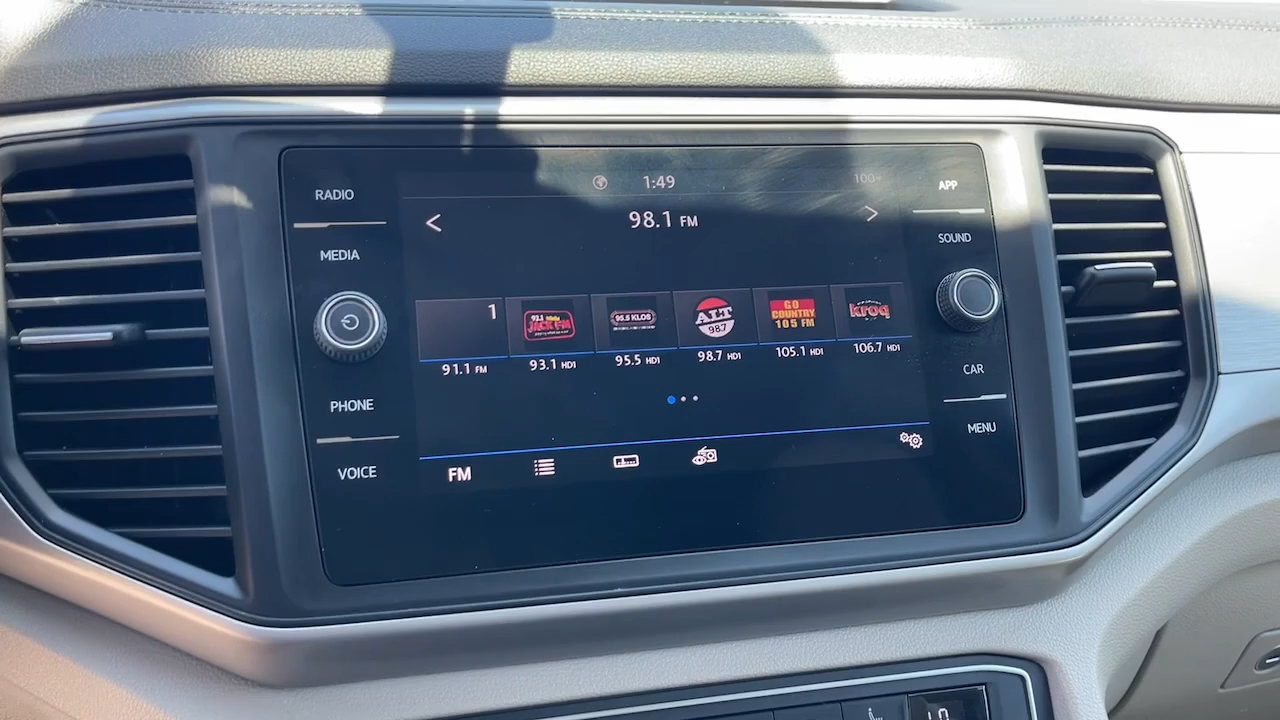 1:49
100+
98.1 FM
RADIO
MEDIA
PHONE
VOICE
APP
SOUND
CAR
MENU
1
93.1 JACK FM
95.5 KLOS
ALT 98.7
GO COUNTRY 105 FM
kroq
91.1 FM
93.1 HD1
95.5 HD1
98.7 HD1
105.1 HD1
106.7 HD1
FM